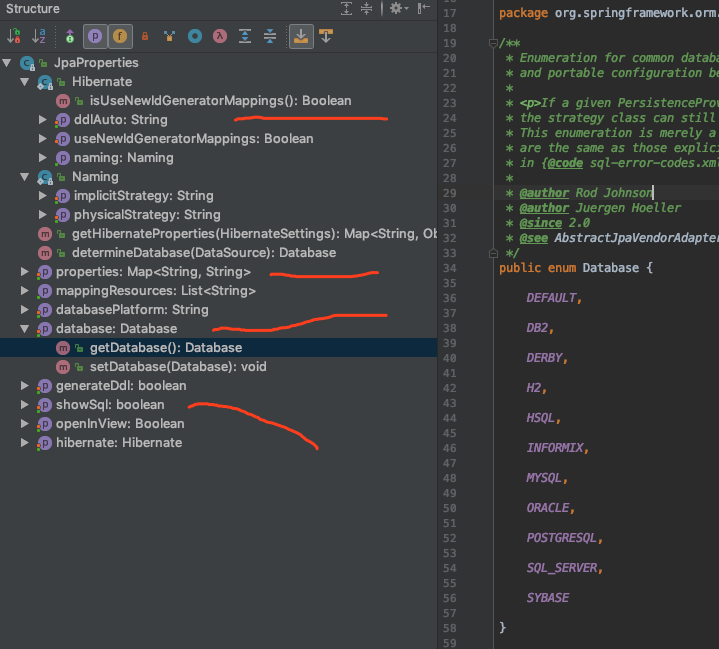 Structure
JpaProperties
Hibernate
isUseNewIdGeneratorMappings(): Boolean
ddlAuto: String
useNewIdGeneratorMappings: Boolean
naming: Naming
Naming
implicitStrategy: String
physicalStrategy: String
getHibernateProperties(HibernateSettings): Map<String, Ob
determineDatabase(DataSource): Database
properties: Map<String, String>
mappingResources: List<String>
databasePlatform: String
database: Database
getDatabase(): Database
setDatabase(Database): void
generateDdl: boolean
showSql: boolean
openInView: Boolean
hibernate: Hibernate
16
17 package org.springframework.orm.
18
19 /**
20 * Enumeration for common databa
21 * and portable configuration be
22 *
23 * <p>If a given PersistencePro
24 * the strategy class can still
25 * This enumeration is merely a
26 * are the same as those explici
27 * in {@code sql-error-codes.xml
28 *
29 * @author Rod Johnson
30 * @author Juergen Hoeller
31 * @since 2.0
32 * @see AbstractJpaVendorAdapter
33 */
34 public enum Database {
35
36 DEFAULT,
37
38 DB2,
39
40 DERBY,
41
42 H2,
43
44 HSQL,
45
46 INFORMIX,
47
48 MYSQL,
49
50 ORACLE,
51
52 POSTGRESQL,
53
54 SQL_SERVER,
55
56 SYBASE
57
58 }
59